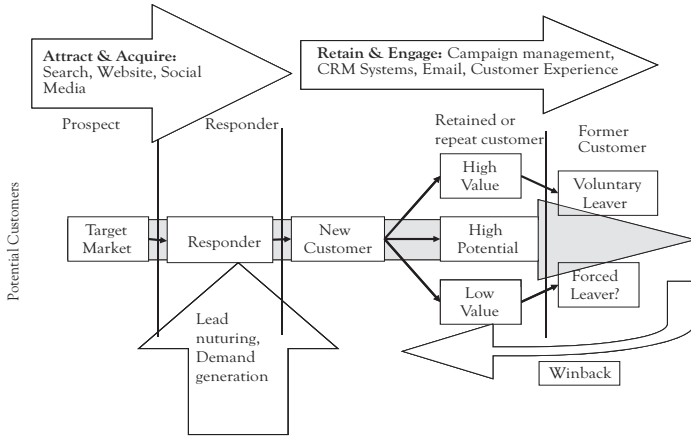 Attract & Acquire:
Search, Website, Social
Media
Retain & Engage: Campaign management,
CRM Systems, Email, Customer Experience
Prospect
Responder
Retained or
repeat customer
Former
Customer
Potential Customers
Target
Market
Responder
New
Customer
High
Value
High
Potential
Low
Value
Voluntary
Leaver
Forced
Leaver?
Lead
nuturing,
Demand
generation
Winback